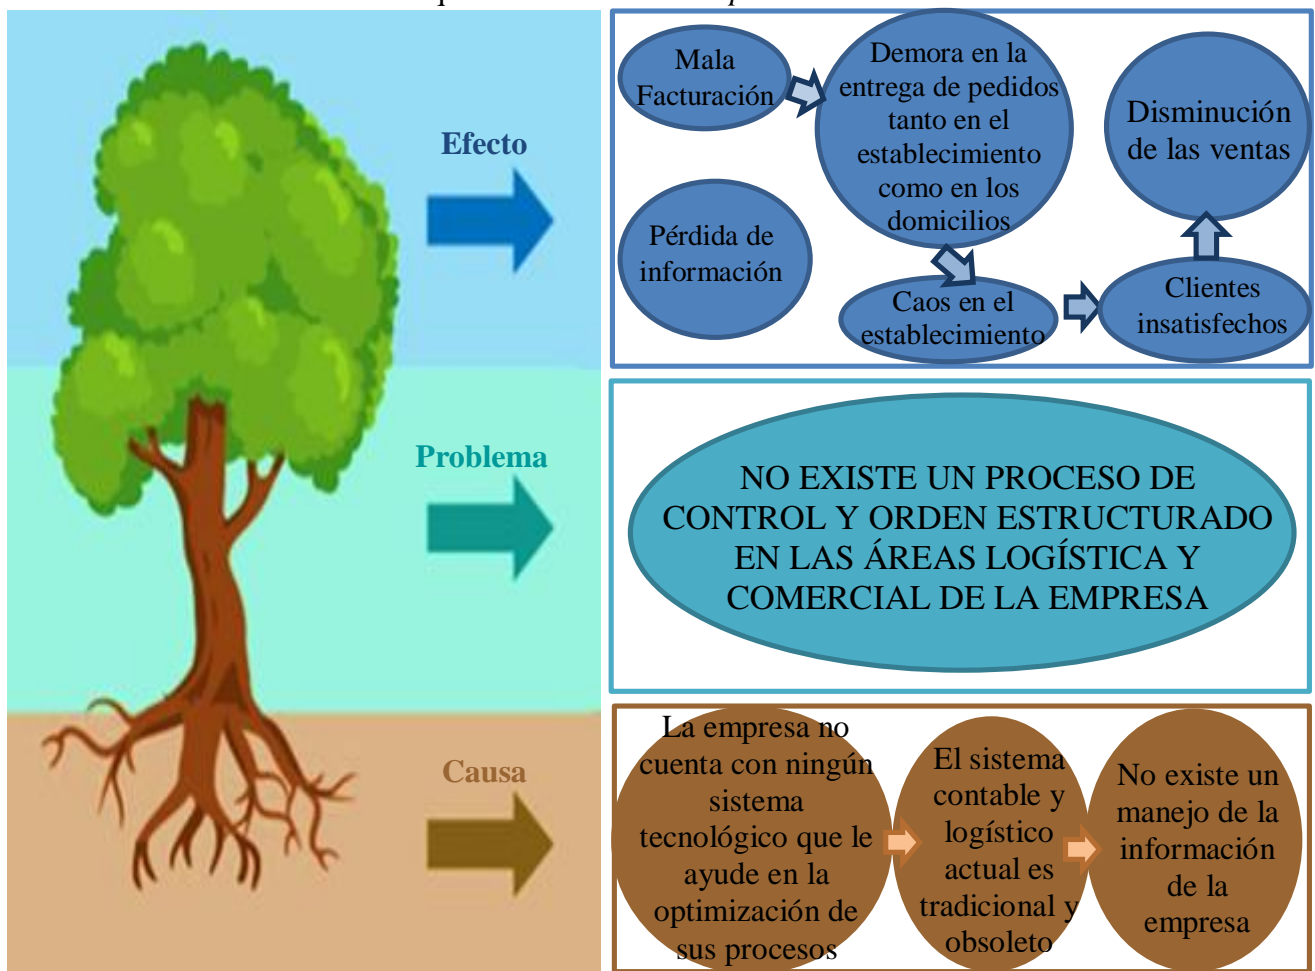 Efecto
Mala
Facturación
Demora en la
entrega de pedidos
tanto en el
establecimiento
como en los
domicilios
Disminución
de las ventas
Pérdida de
información
Caos en el
establecimiento
Clientes
insatisfechos
Problema
NO EXISTE UN PROCESO DE
CONTROL Y ORDEN ESTRUCTURADO
EN LAS ÁREAS LOGÍSTICA Y
COMERCIAL DE LA EMPRESA
Causa
La empresa no
cuenta con ningún
sistema
tecnológico que le
ayude en la
optimización de
sus procesos
El sistema
contable y
logístico
actual es
tradicional y
obsoleto
No existe un
manejo de la
información
de la
empresa